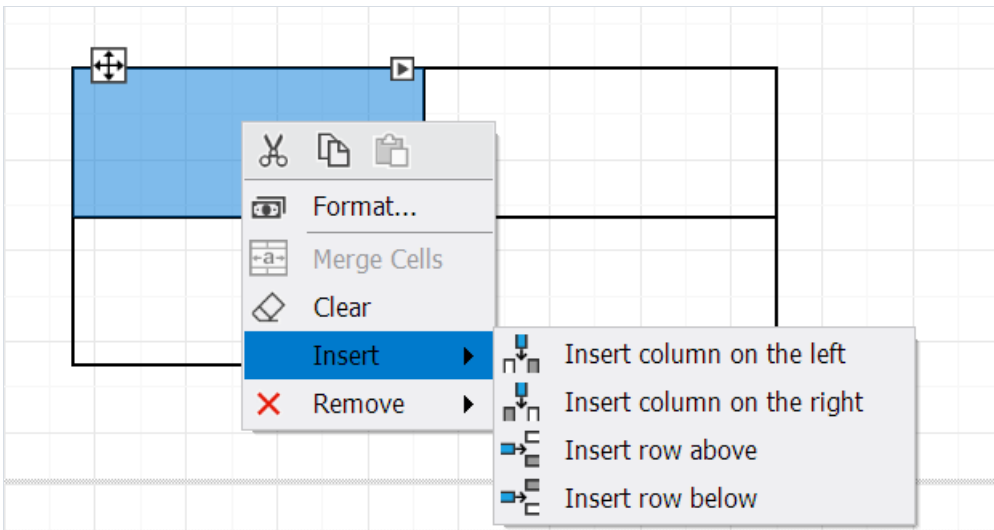 Format...
a
Merge Cells
Clear
Insert
Remove
Insert column on the left
Insert column on the right
Insert row above
Insert row below